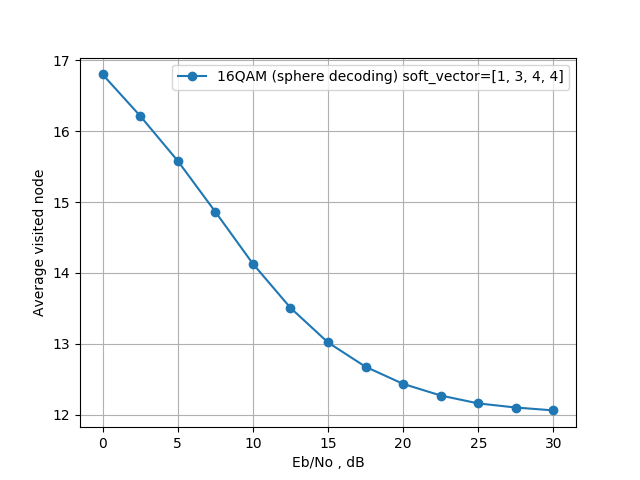 17
16QAM (sphere decoding) soft_vector=[1, 3, 4, 4]
16
15
14
13
12
Average visited node
0 5 10 15 20 25 30
Eb/No , dB